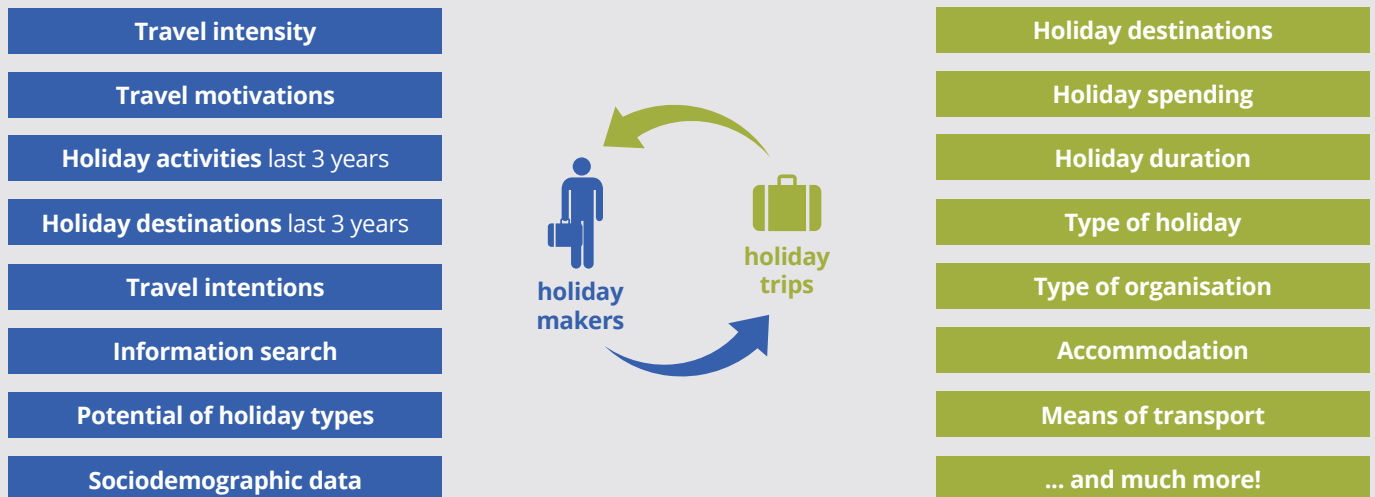 Travel intensity
Travel motivations
Holiday activities last 3 years
Holiday destinations last 3 years
Travel intentions
Information search
Potential of holiday types
Sociodemographic data
holiday
makers
holiday
trips
Holiday destinations
Holiday spending
Holiday duration
Type of holiday
Type of organisation
Accommodation
Means of transport
... and much more!